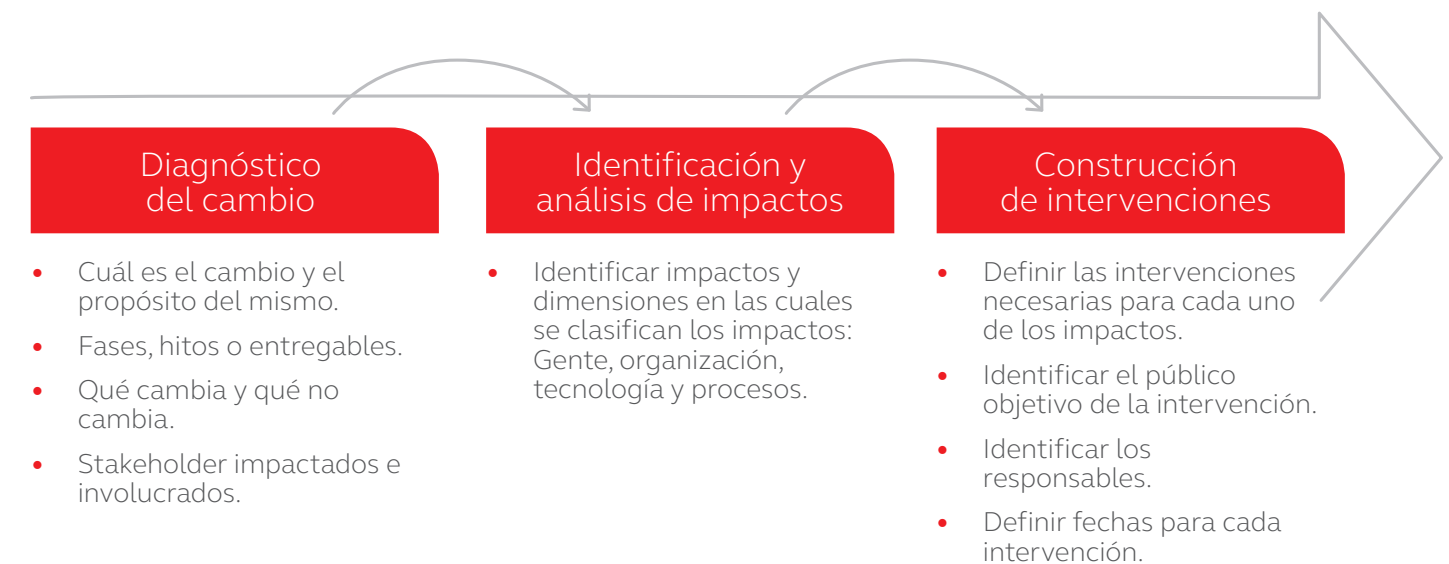 Diagnóstico
del cambio
• Cuál es el cambio y el
propósito del mismo.
• Fases, hitos o entregables.
• Qué cambia y qué no
cambia.
• Stakeholder impactados e
involucrados.
Identificación y
análisis de impactos
• Identificar impactos y
dimensiones en las cuales
se clasifican los impactos:
Gente, organización,
tecnología y procesos.
Construcción
de intervenciones
• Definir las intervenciones
necesarias para cada uno
de los impactos.
• Identificar el público
objetivo de la intervención.
• Identificar los
responsables.
• Definir fechas para cada
intervención.